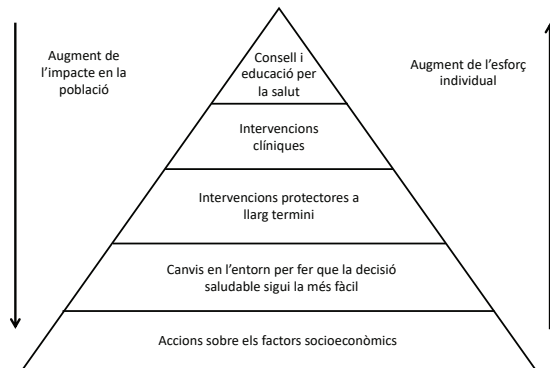 Augment de
l'impacte en la
població
Consell i
educació per
la salut
Augment de l'esforç
individual
Intervencions
clíniques
Intervencions protectores a
llarg termini
Canvis en l'entorn per fer que la decisió
saludable sigui la més fàcil
Accions sobre els factors socioeconòmics